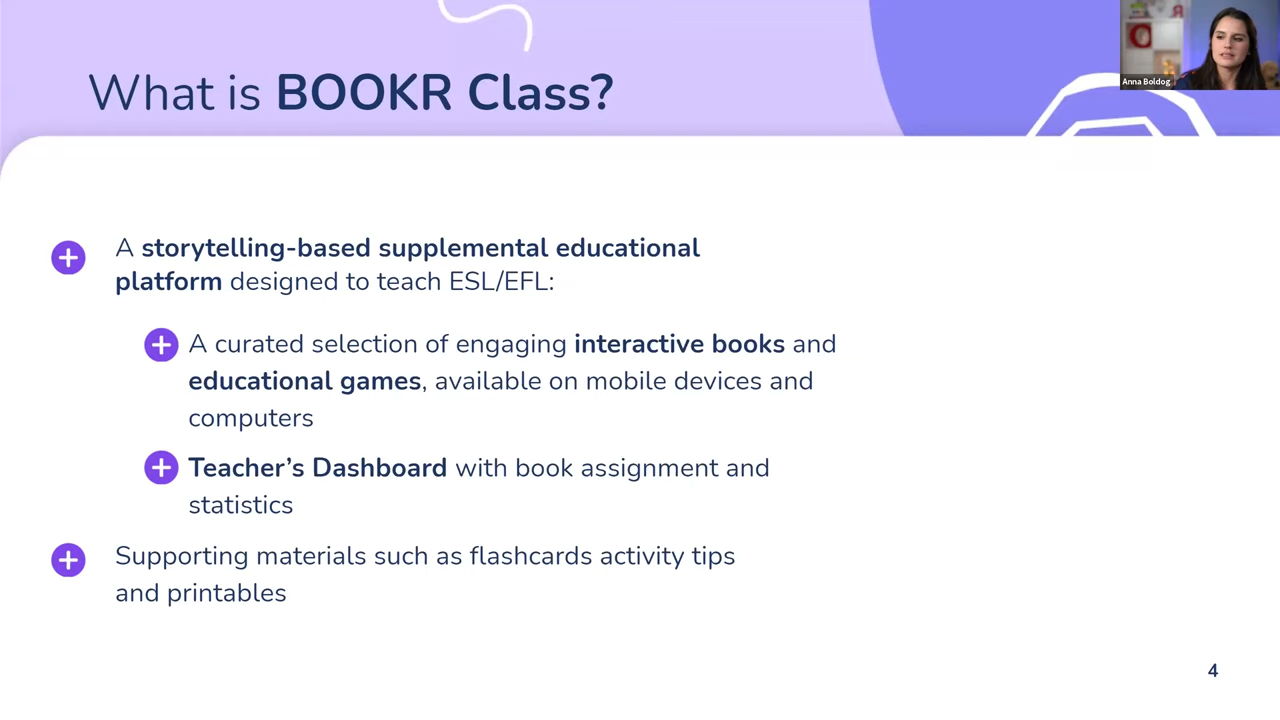 What is BOOKR Class?
Anna Boldog
A storytelling-based supplemental educational
platform designed to teach ESL/EFL:
A curated selection of engaging interactive books and
educational games, available on mobile devices and
computers
Teacher’s Dashboard with book assignment and
statistics
Supporting materials such as flashcards activity tips
and printables
4